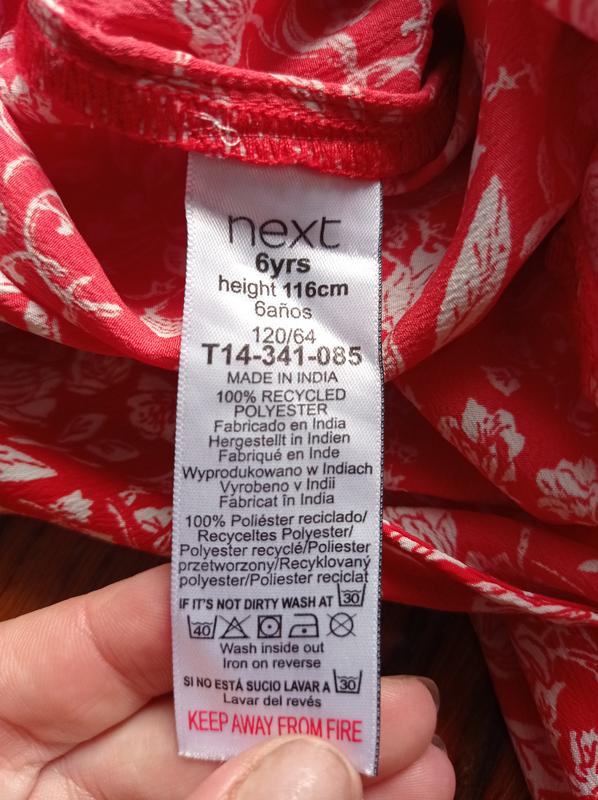 next
6yrs
height 116cm
6años
120/64
T14-341-085
MADE IN INDIA
100% RECYCLED
POLYESTER
Fabricado en India
Hergestellt in Indien
Fabriqué en Inde
Wyprodukowano w Indiach
Vyrobeno v Indii
Fabricat în India
100% Poliéster reciclado/
Recyceltes Polyester/
Polyester recyclé/Poliester
przetworzony/Recyklovaný
polyester/Poliester reciclat
IF IT'S NOT DIRTY WASH AT 30
40
Wash inside out
Iron on reverse
SI NO ESTÁ SUCIO LAVAR A 30
Lavar del revés
KEEP AWAY FROM FIRE